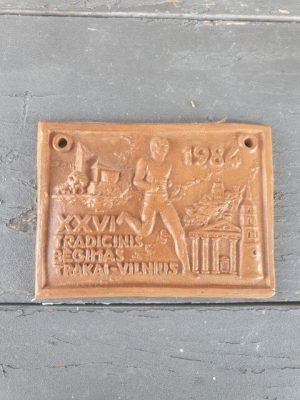 1984
XXVI
TRADICINIS
BĖGIMAS
TRAKAI-VILNIUS